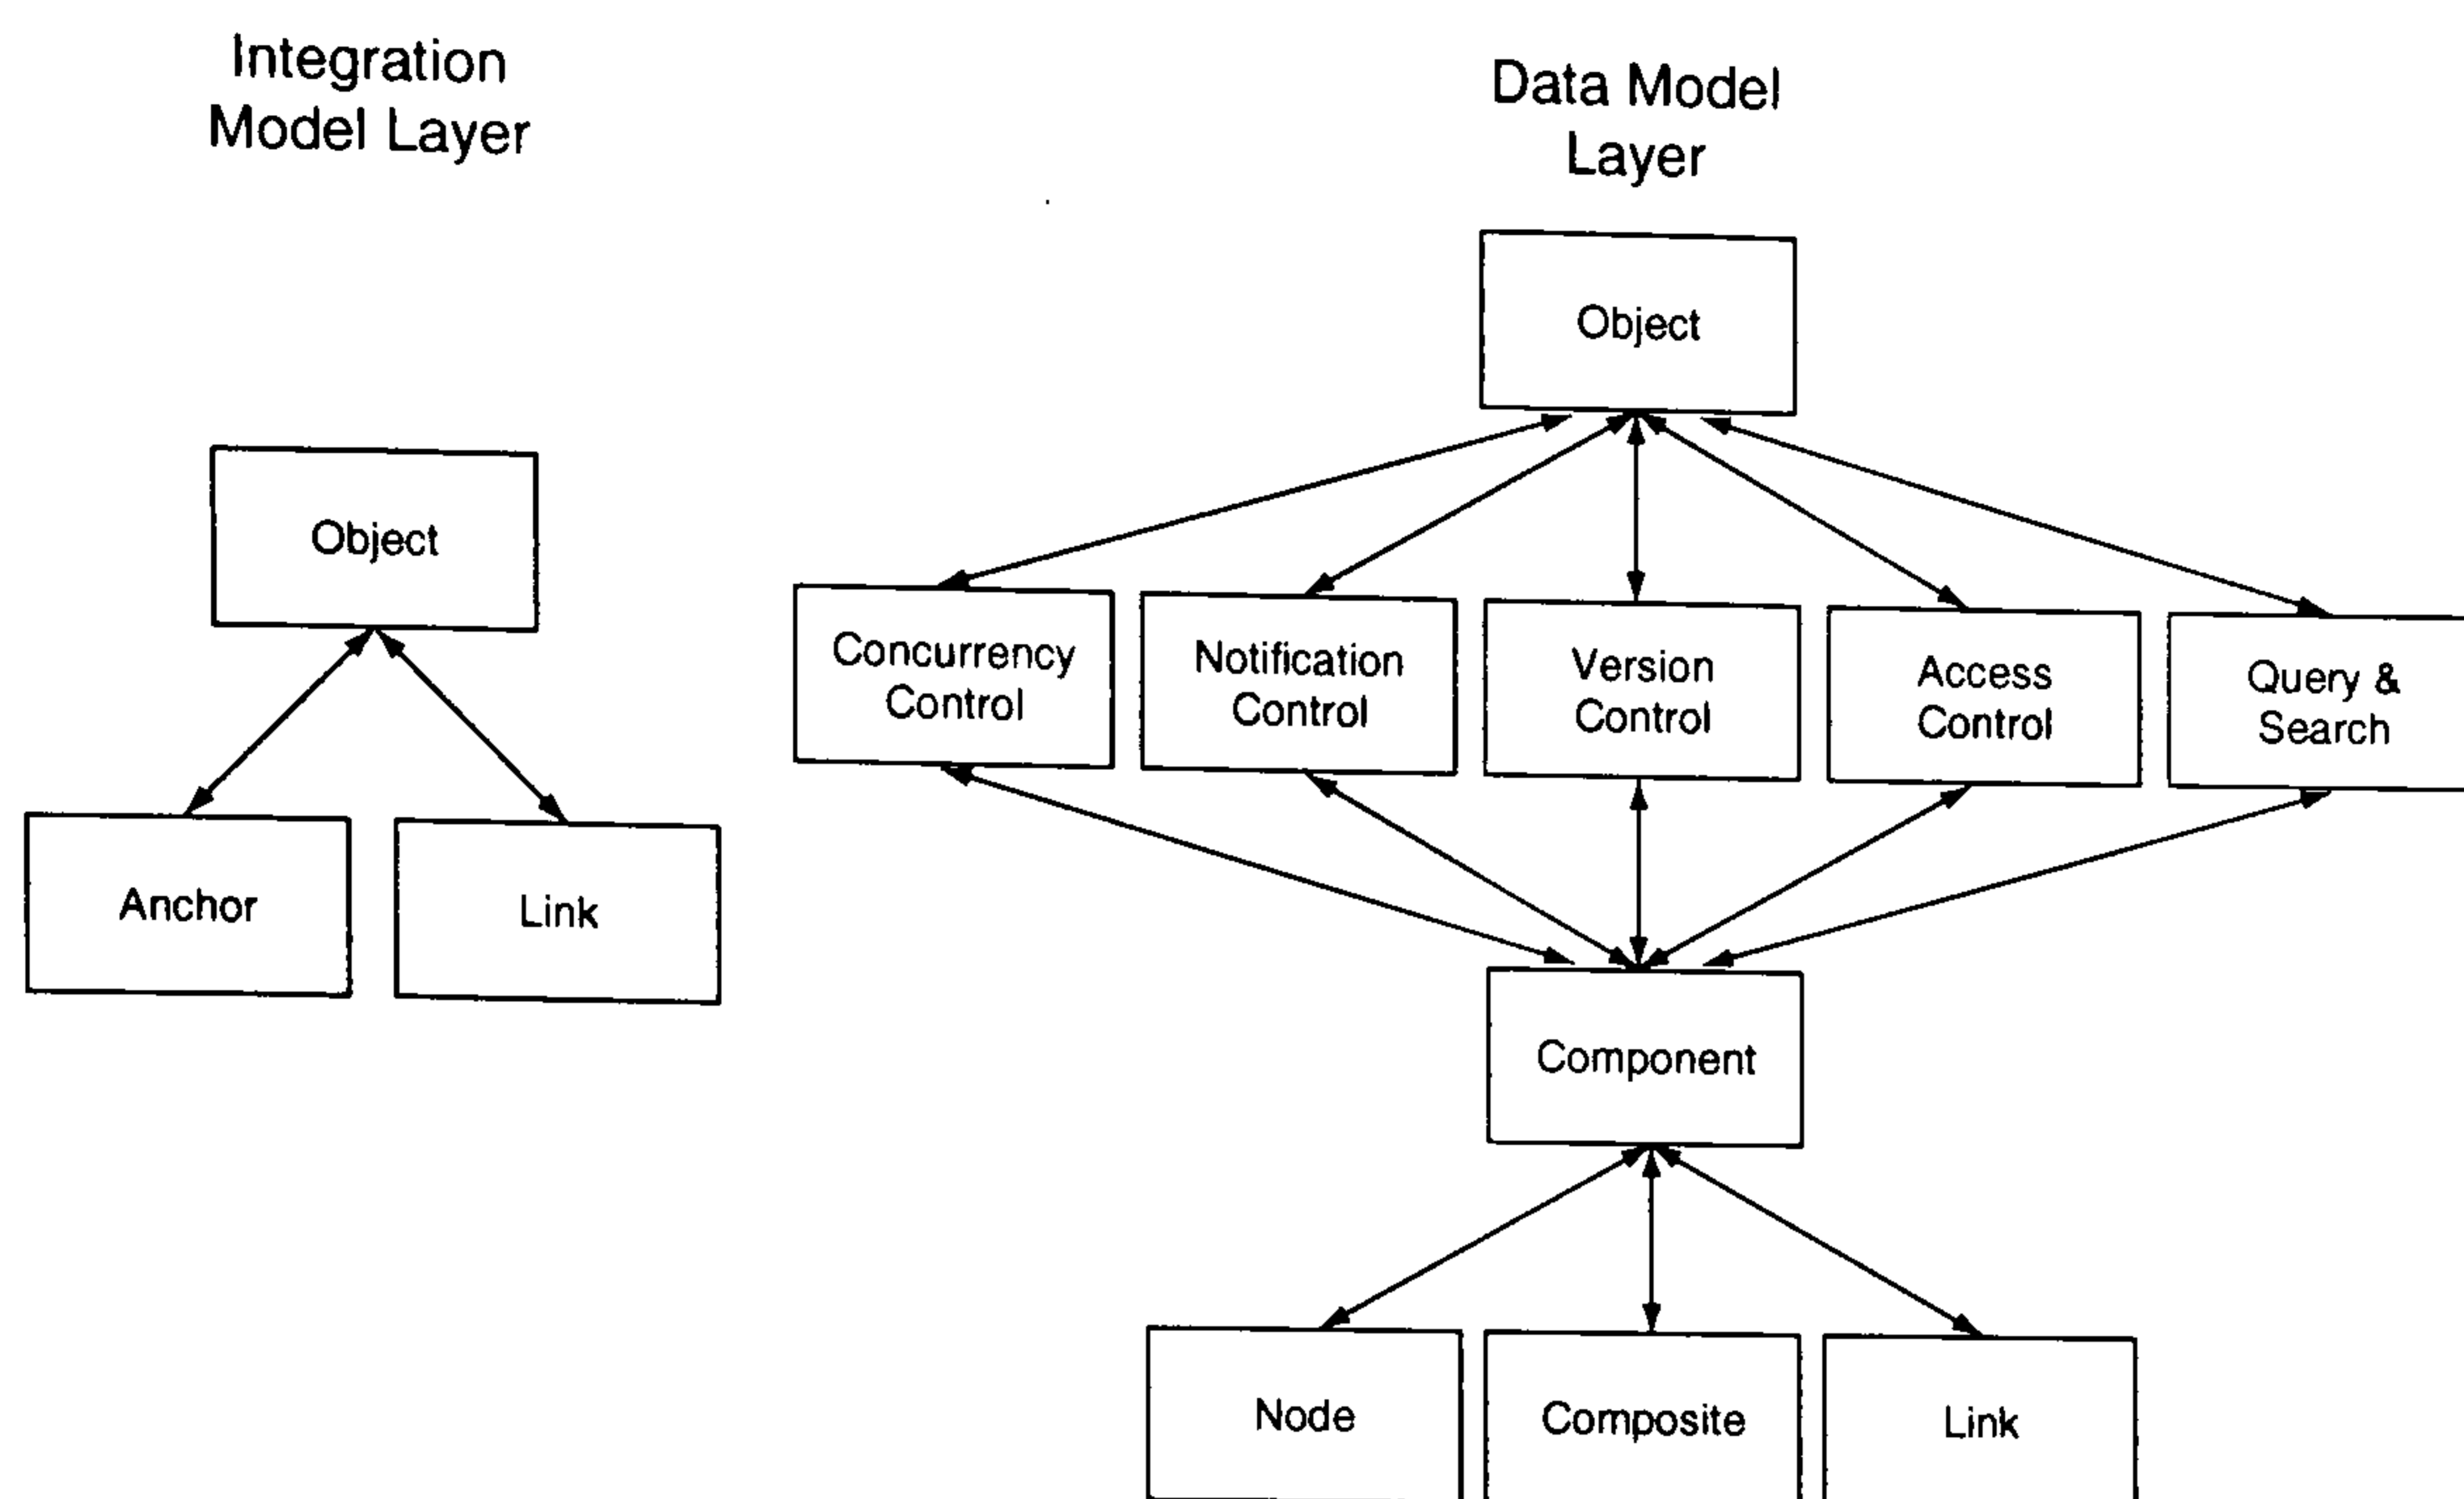 Integration
Model Layer
Data Model
Layer
Object
Object
Concurrency
Control
Notification
Control
Version
Control
Access
Control
Query &
Search
Anchor
Link
Component
Node
Composite
Link